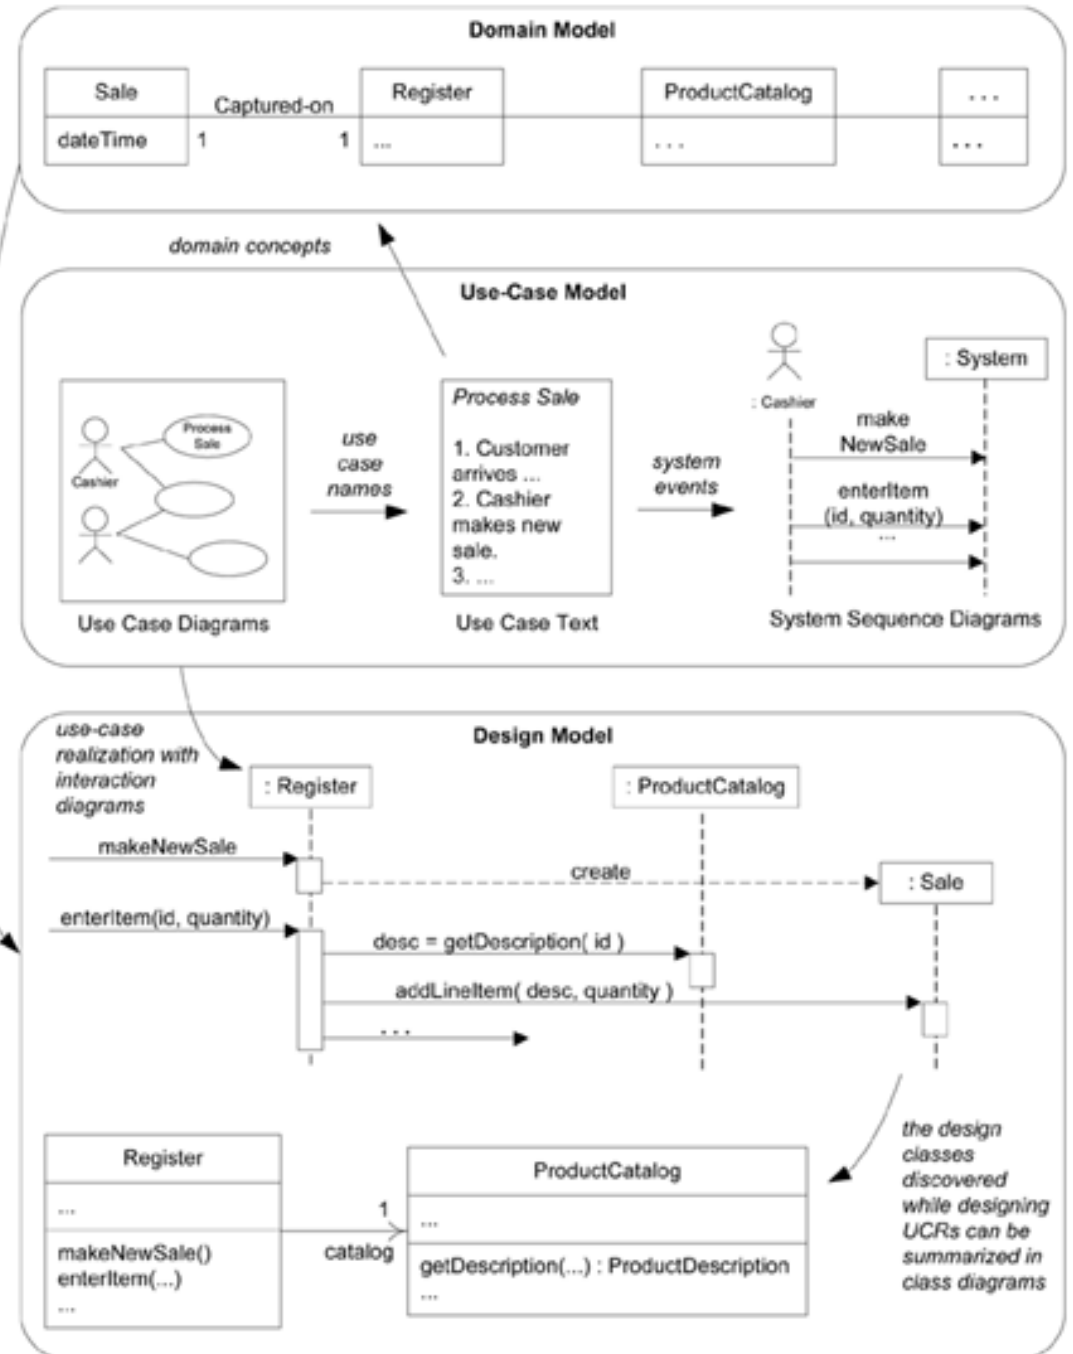 Domain Model
Sale
Captured-on
Register
ProductCatalog
...
dateTime
1
1
...
...
...
domain concepts
Use-Case Model
Process
Sale
Cashier
Use Case Diagrams
use
case
names
Process Sale
1. Customer
arrives ...
2. Cashier
makes new
sale.
3. ...
Use Case Text
system
events
: Cashier
: System
make
NewSale
enterItem
(id, quantity)
...
System Sequence Diagrams
Design Model
use-case
realization with
interaction
diagrams
: Register
: ProductCatalog
makeNewSale
create
: Sale
enterItem(id, quantity)
desc = getDescription( id )
addLineItem( desc, quantity )
...
the design
classes
discovered
while designing
UCRs can be
summarized in
class diagrams
Register
...
makeNewSale()
enterItem(...)
...
1
catalog
ProductCatalog
...
getDescription(...) : ProductDescription
...